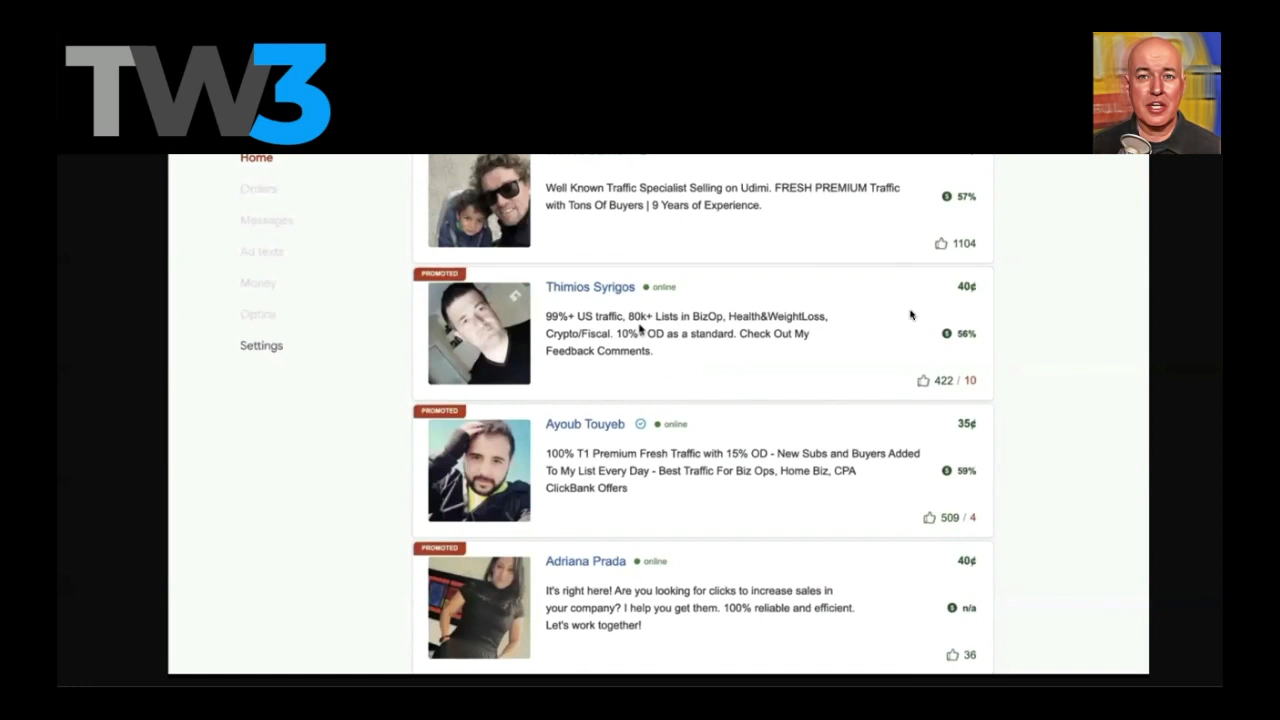 TW3
Home
Orders
Messages
Ad texts
Money
Optins
Settings
Well Known Traffic Specialist Selling on Udimi. FRESH PREMIUM Traffic
with Tons Of Buyers | 9 Years of Experience.
57%
1104
PROMOTED
Thimios Syrigos online
40¢
99%+ US traffic, 80k+ Lists in BizOp, Health&WeightLoss,
Crypto/Fiscal. 10% OD as a standard. Check Out My
Feedback Comments.
56%
422 / 10
PROMOTED
Ayoub Touyeb online
35¢
100% T1 Premium Fresh Traffic with 15% OD - New Subs and Buyers Added
To My List Every Day - Best Traffic For Biz Ops, Home Biz, CPA
ClickBank Offers
59%
509 / 4
PROMOTED
Adriana Prada online
40¢
It's right here! Are you looking for clicks to increase sales in
your company? I help you get them. 100% reliable and efficient.
Let's work together!
n/a
36